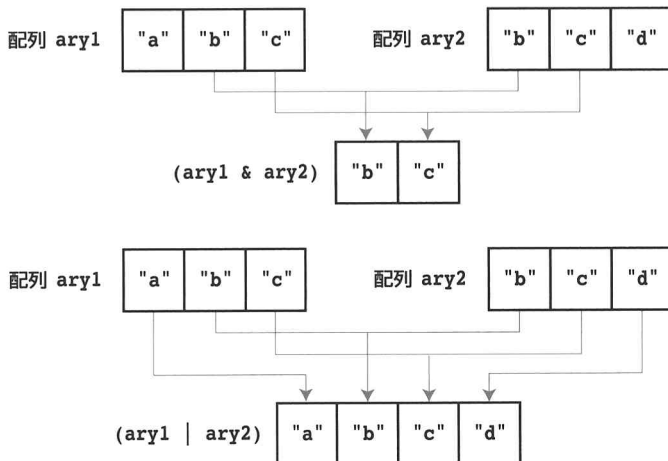 配列 ary1 "a" "b" "c" 配列 ary2 "b" "c" "d"
(ary1 & ary2) "b" "c"
配列 ary1 "a" "b" "c" 配列 ary2 "b" "c" "d"
(ary1 | ary2) "a" "b" "c" "d"